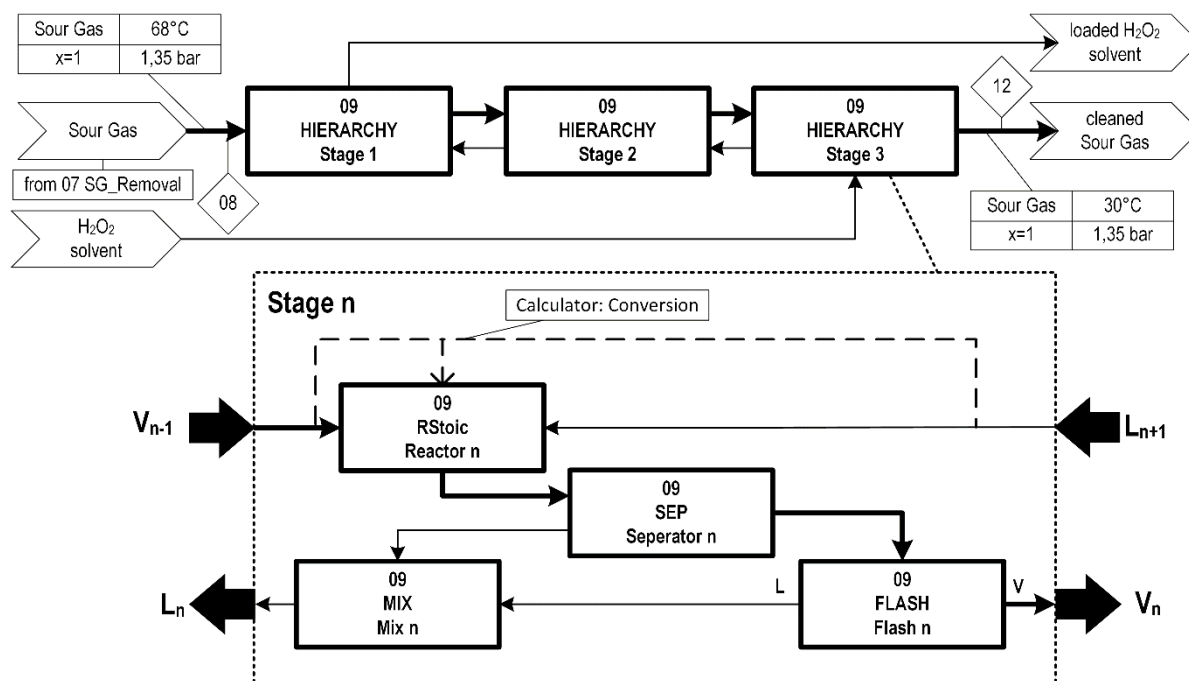 Sour Gas 68°C
x=1 1,35 bar
loaded H₂O₂
solvent
Sour Gas
09
HIERARCHY
Stage 1
09
HIERARCHY
Stage 2
09
HIERARCHY
Stage 3
12
cleaned
Sour Gas
from 07 SG_Removal
08
H₂O₂
solvent
Sour Gas 30°C
x=1 1,35 bar
Stage n
Calculator: Conversion
Vn-1
09
RStoic
Reactor n
Ln+1
09
SEP
Seperator n
Ln
09
MIX
Mix n
L
09
FLASH
Flash n
V
Vn